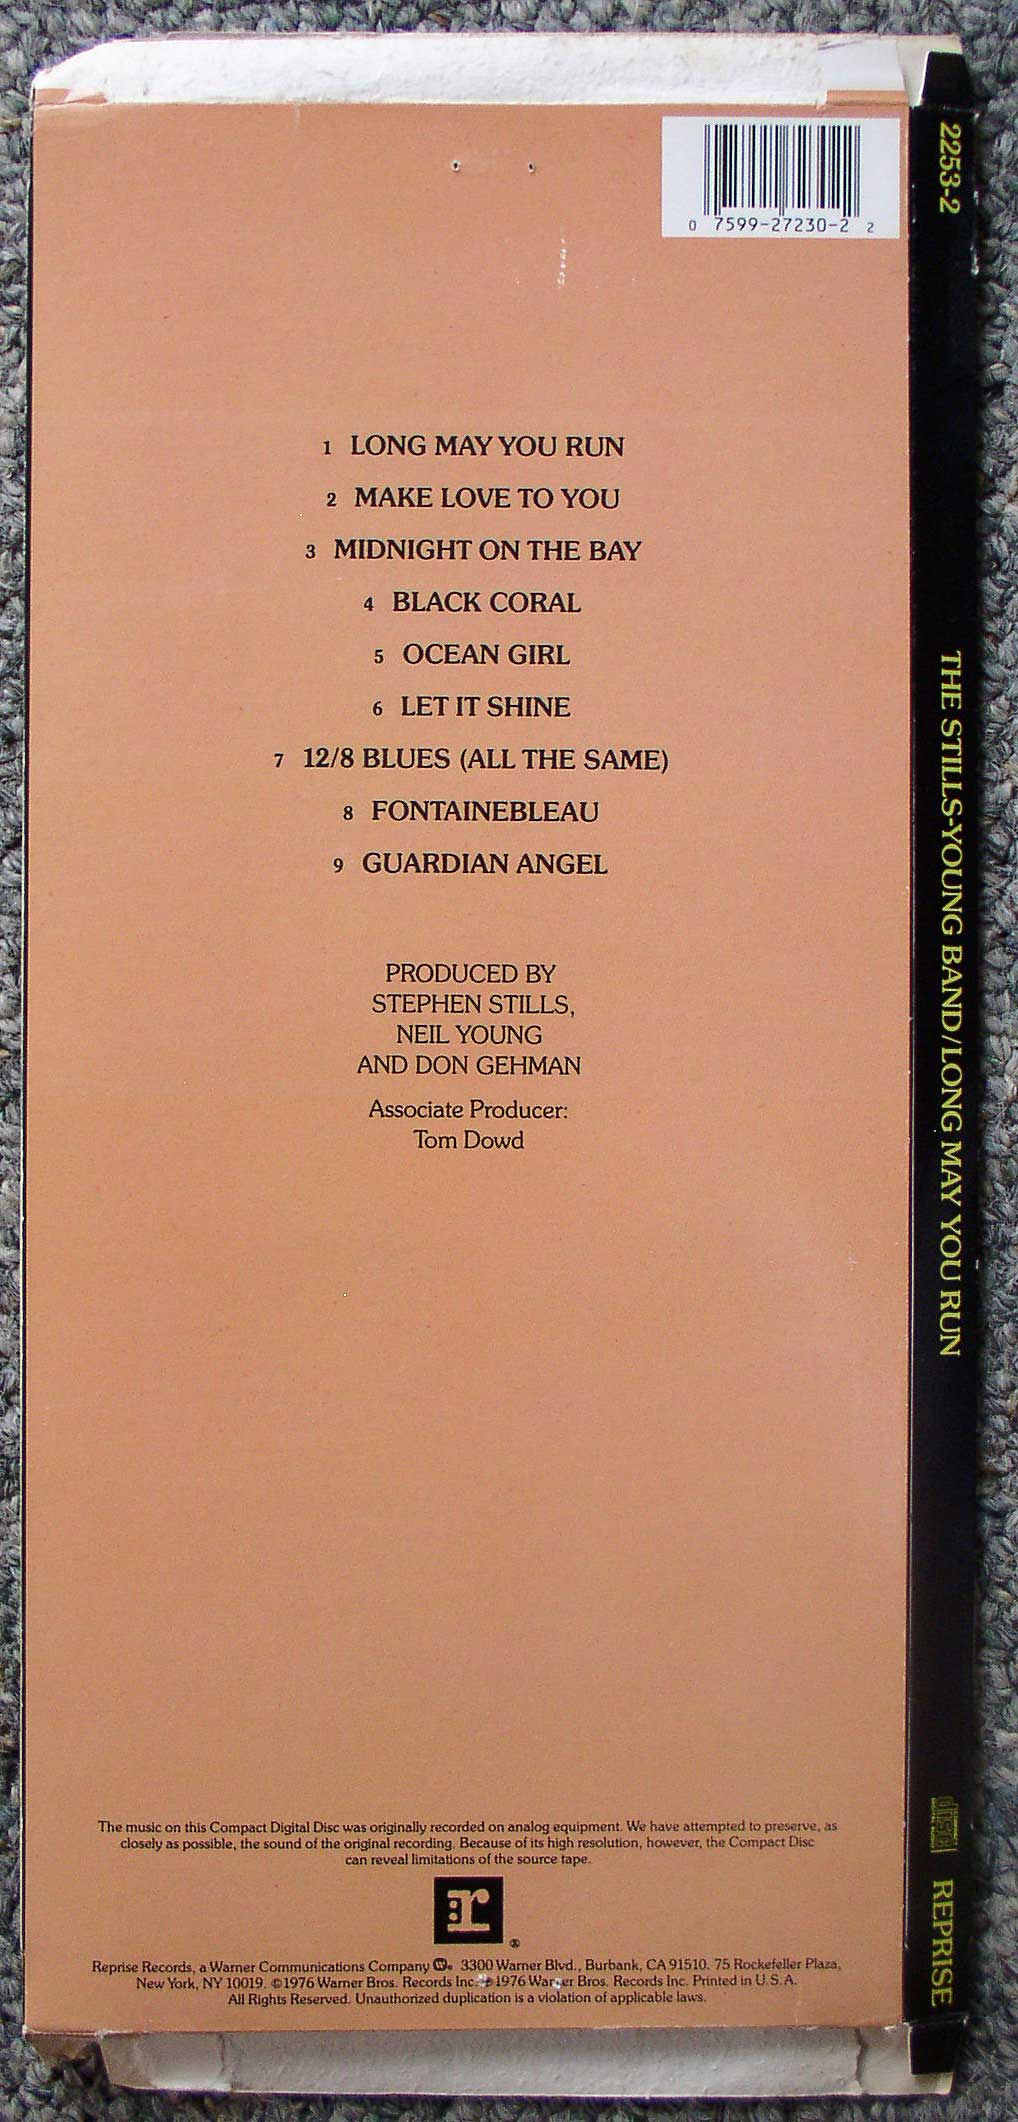 0 7599-27230-2 2
1 LONG MAY YOU RUN
2 MAKE LOVE TO YOU
3 MIDNIGHT ON THE BAY
4 BLACK CORAL
5 OCEAN GIRL
6 LET IT SHINE
7 12/8 BLUES (ALL THE SAME)
8 FONTAINEBLEAU
9 GUARDIAN ANGEL
PRODUCED BY
STEPHEN STILLS,
NEIL YOUNG
AND DON GEHMAN
Associate Producer:
Tom Dowd
The music on this Compact Digital Disc was originally recorded on analog equipment. We have attempted to preserve, as
closely as possible, the sound of the original recording. Because of its high resolution, however, the Compact Disc
can reveal limitations of the source tape.
:r
®
Reprise Records, a Warner Communications Company 3300 Warner Blvd., Burbank, CA 91510. 75 Rockefeller Plaza,
New York, NY 10019. ©1976 Warner Bros. Records Inc. ℗1976 Warner Bros. Records Inc. Printed in U.S.A.
All Rights Reserved. Unauthorized duplication is a violation of applicable laws.
2253-2
THE STILLS-YOUNG BAND/LONG MAY YOU RUN
disc
REPRISE